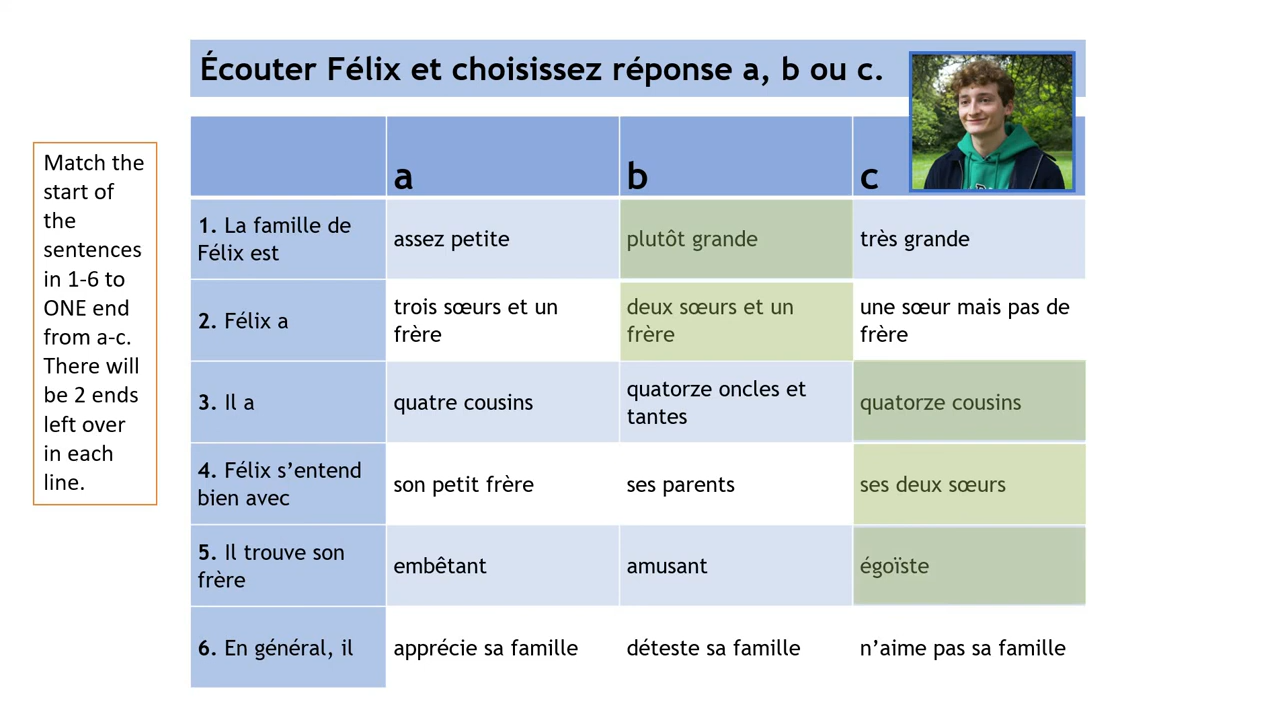 Écouter Félix et choisissez réponse a, b ou c.
Match the
start of
the
sentences
in 1-6 to
ONE end
from a-c.
There will
be 2 ends
left over
in each
line.
a
b
c
1. La famille de
Félix est
assez petite
plutôt grande
très grande
2. Félix a
trois sœurs et un
frère
deux sœurs et un
frère
une sœur mais pas de
frère
3. Il a
quatre cousins
quatorze oncles et
tantes
quatorze cousins
4. Félix s’entend
bien avec
son petit frère
ses parents
ses deux sœurs
5. Il trouve son
frère
embêtant
amusant
égoïste
6. En général, il
apprécie sa famille
déteste sa famille
n’aime pas sa famille